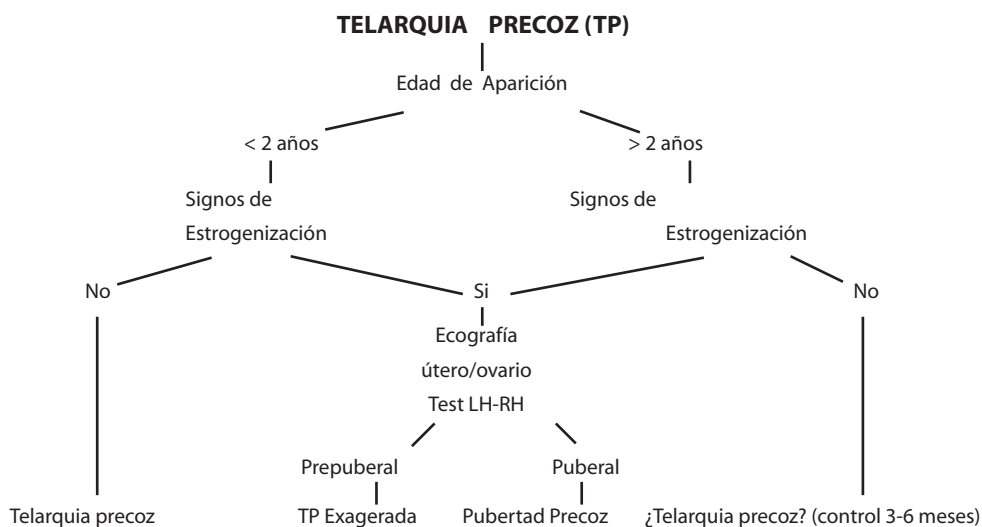 TELARQUIA PRECOZ (TP)
Edad de Aparición
< 2 años
> 2 años
Signos de
Estrogenización
Signos de
Estrogenización
No
Si
No
Ecografía
útero/ovario
Test LH-RH
Prepuberal
Puberal
Telarquia precoz
TP Exagerada
Pubertad Precoz
¿Telarquia precoz? (control 3-6 meses)